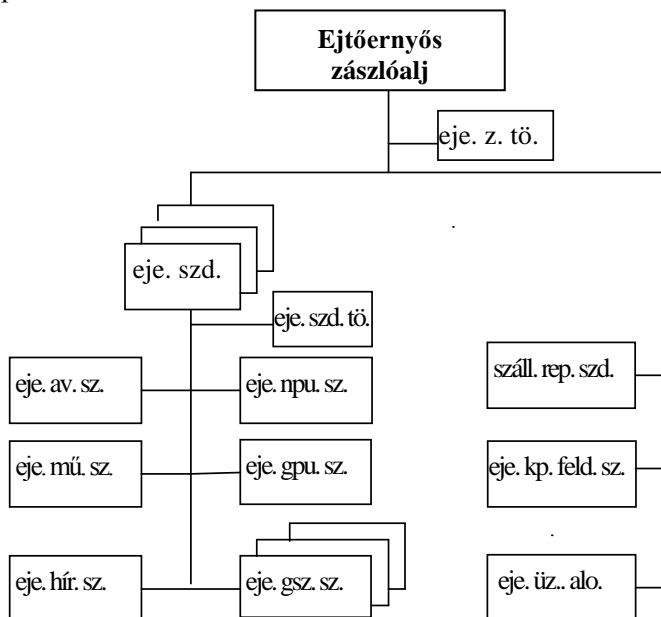 Ejtőernyős
zászlóalj
eje. z. tö.
eje. szd.
eje. szd. tö.
eje. av. sz.
eje. npu. sz.
száll. rep. szd.
eje. mű. sz.
eje. gpu. sz.
eje. kp. feld. sz.
eje. hír. sz.
eje. gsz. sz.
eje. üz.. alo.